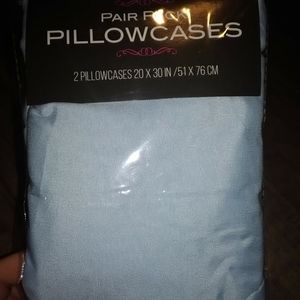 PAIR
PILLOWCASES
2 PILLOWCASES 20 X 30 IN / 51 X 76 CM